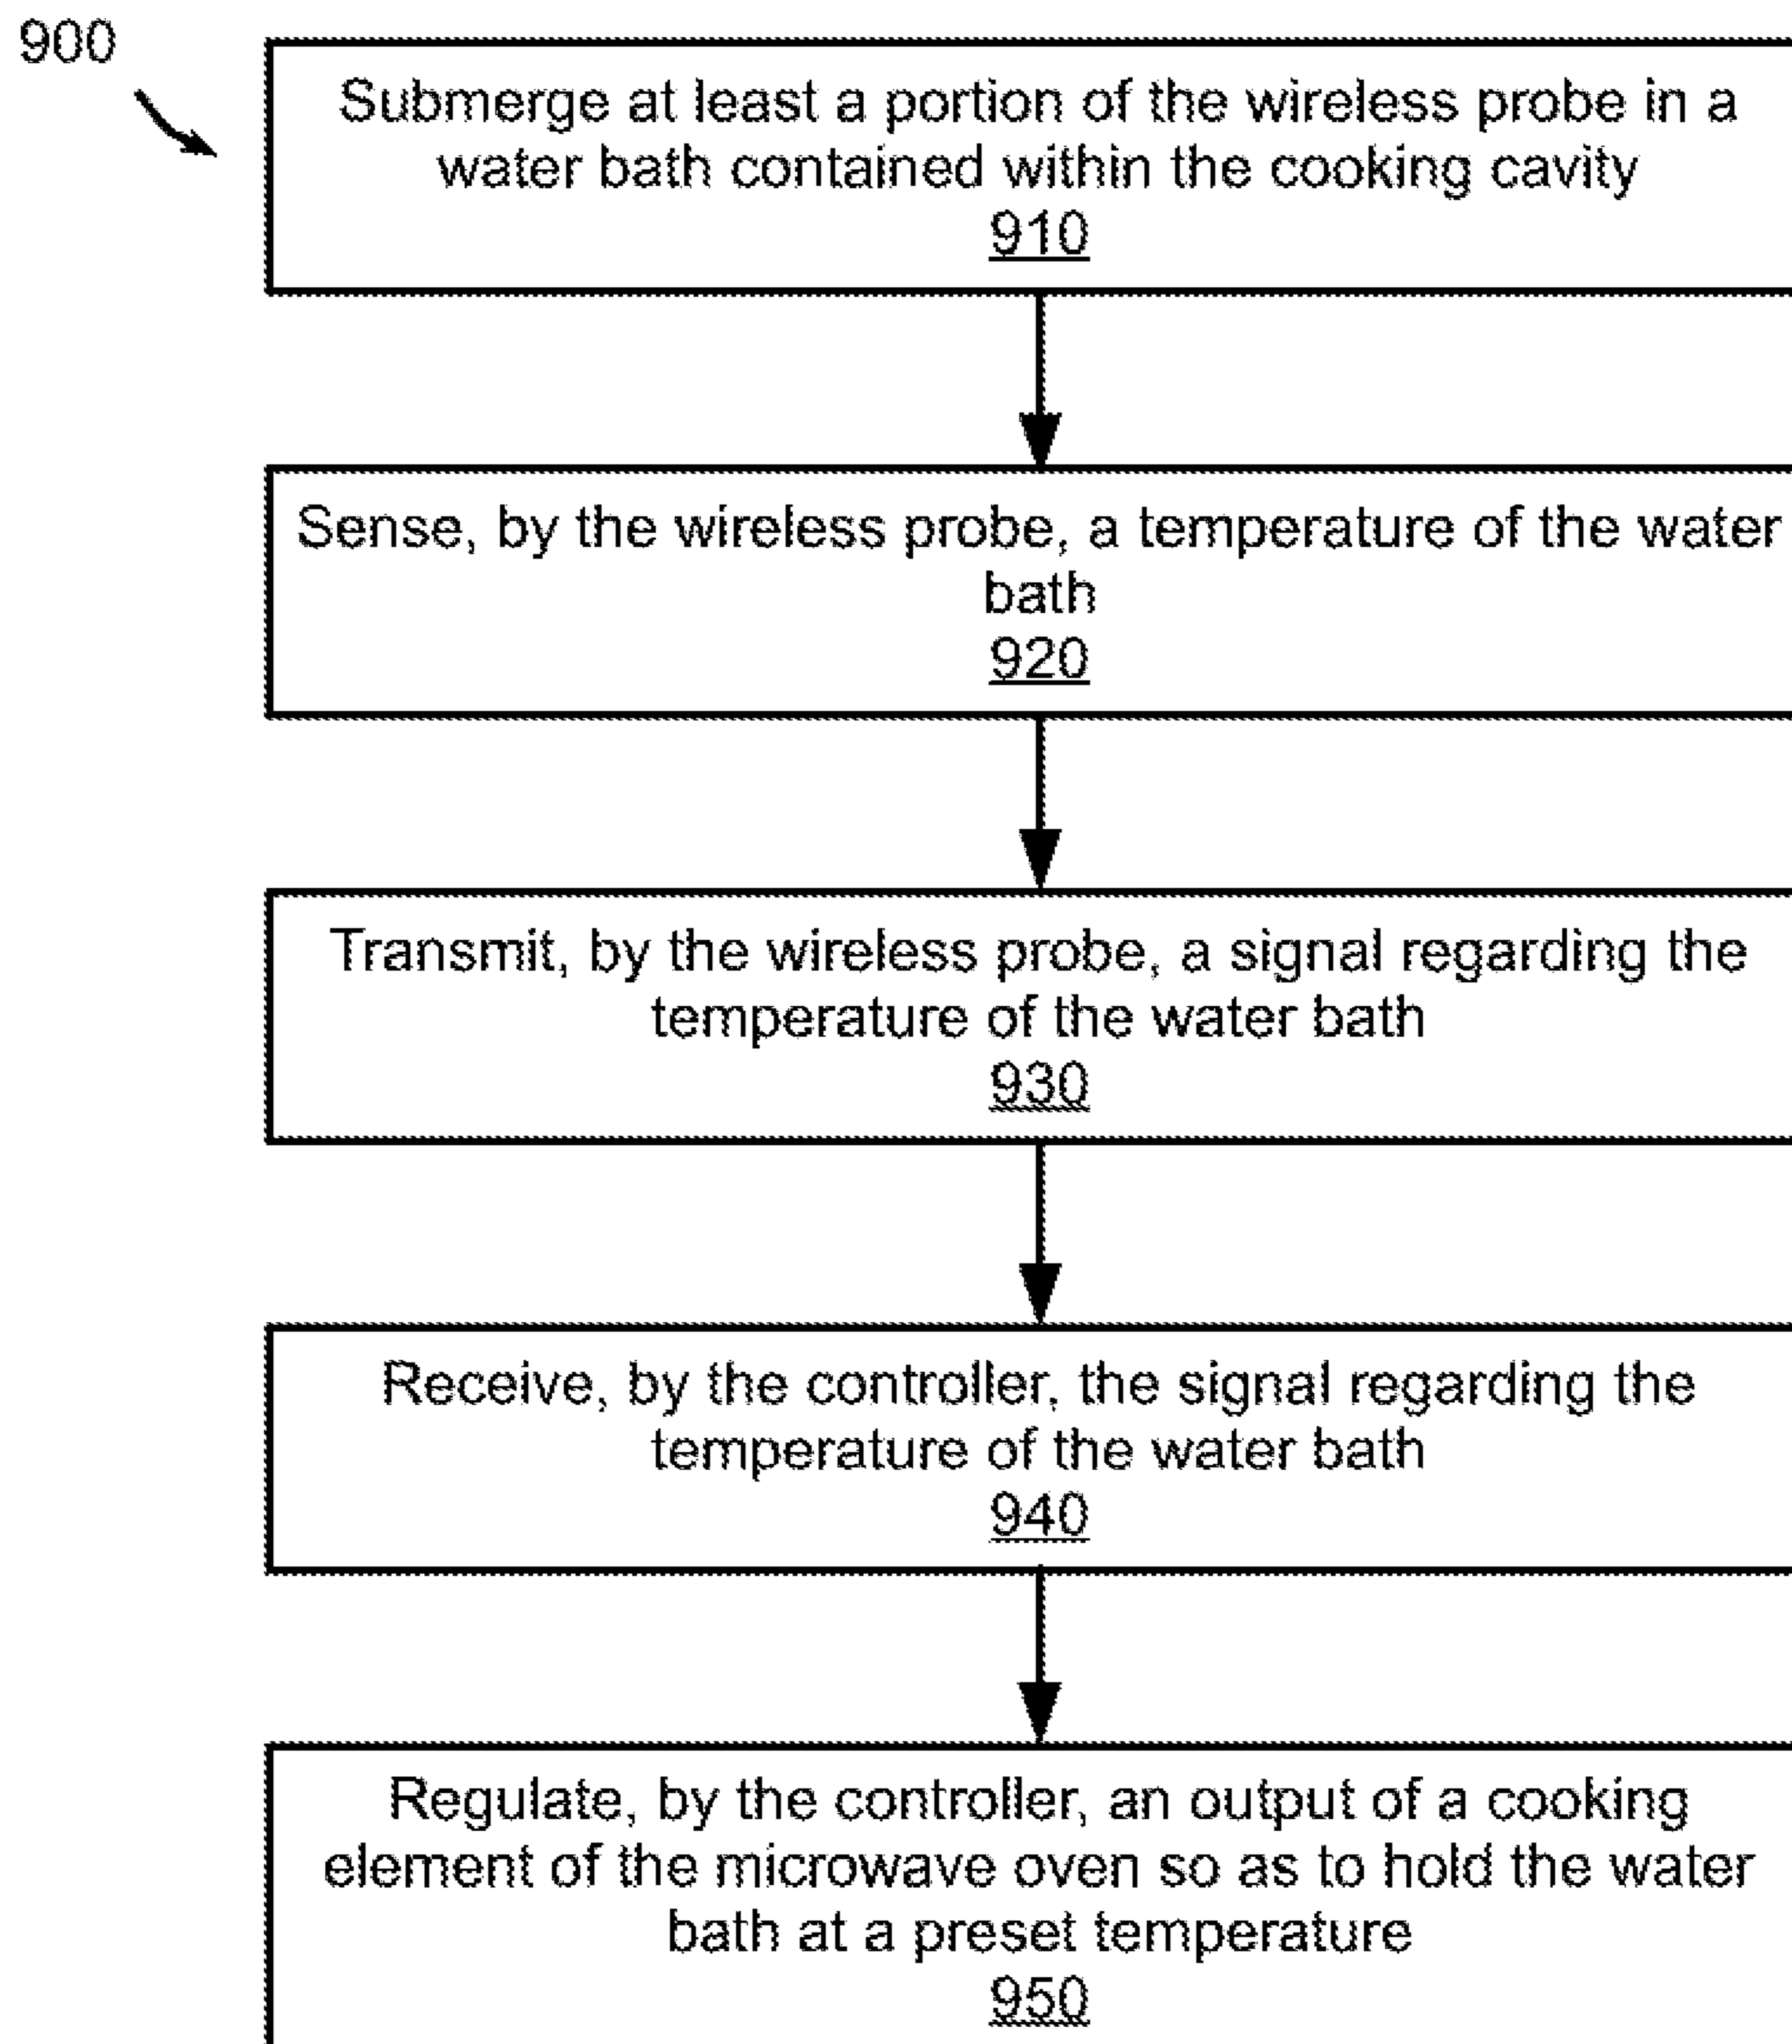 900
Submerge at least a portion of the wireless probe in a
water bath contained within the cooking cavity
910
Sense, by the wireless probe, a temperature of the water
bath
920
Transmit, by the wireless probe, a signal regarding the
temperature of the water bath
930
Receive, by the controller, the signal regarding the
temperature of the water bath
940
Regulate, by the controller, an output of a cooking
element of the microwave oven so as to hold the water
bath at a preset temperature
950